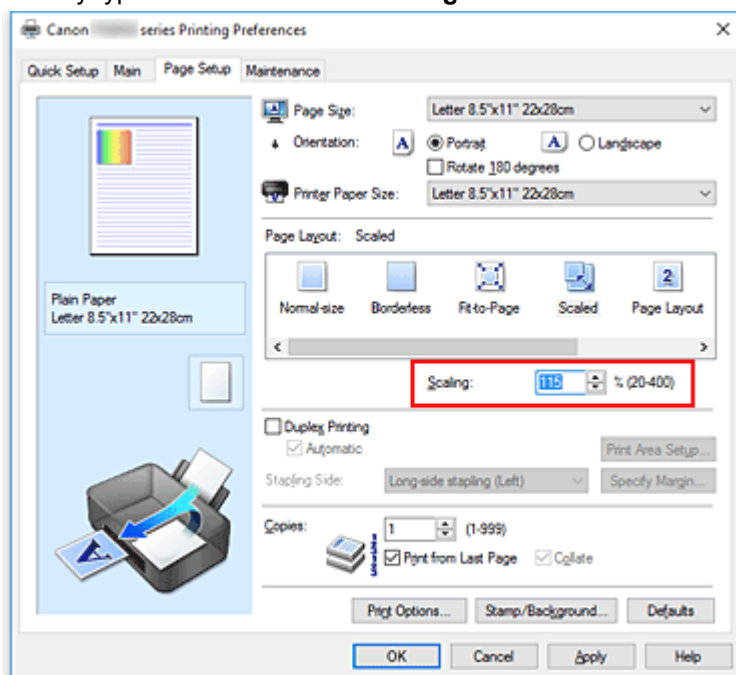 Canon series Printing Preferences
Quick Setup Main Page Setup Maintenance
Page Size: Letter 8.5"x11" 22x28cm
Orientation: A Portrait A Landscape
Rotate 180 degrees
Printer Paper Size: Letter 8.5"x11" 22x28cm
Page Layout: Scaled
Normal-size Borderless Fit-to-Page Scaled Page Layout
Plain Paper
Letter 8.5"x11" 22x28cm
Scaling: 115 % (20-400)
Duplex Printing
Automatic Print Area Setup...
Stapling Side: Long-side stapling (Left) Specify Margin...
Copies: 1 (1-999)
Print from Last Page Collate
Print Options... Stamp/Background... Defaults
OK Cancel Apply Help